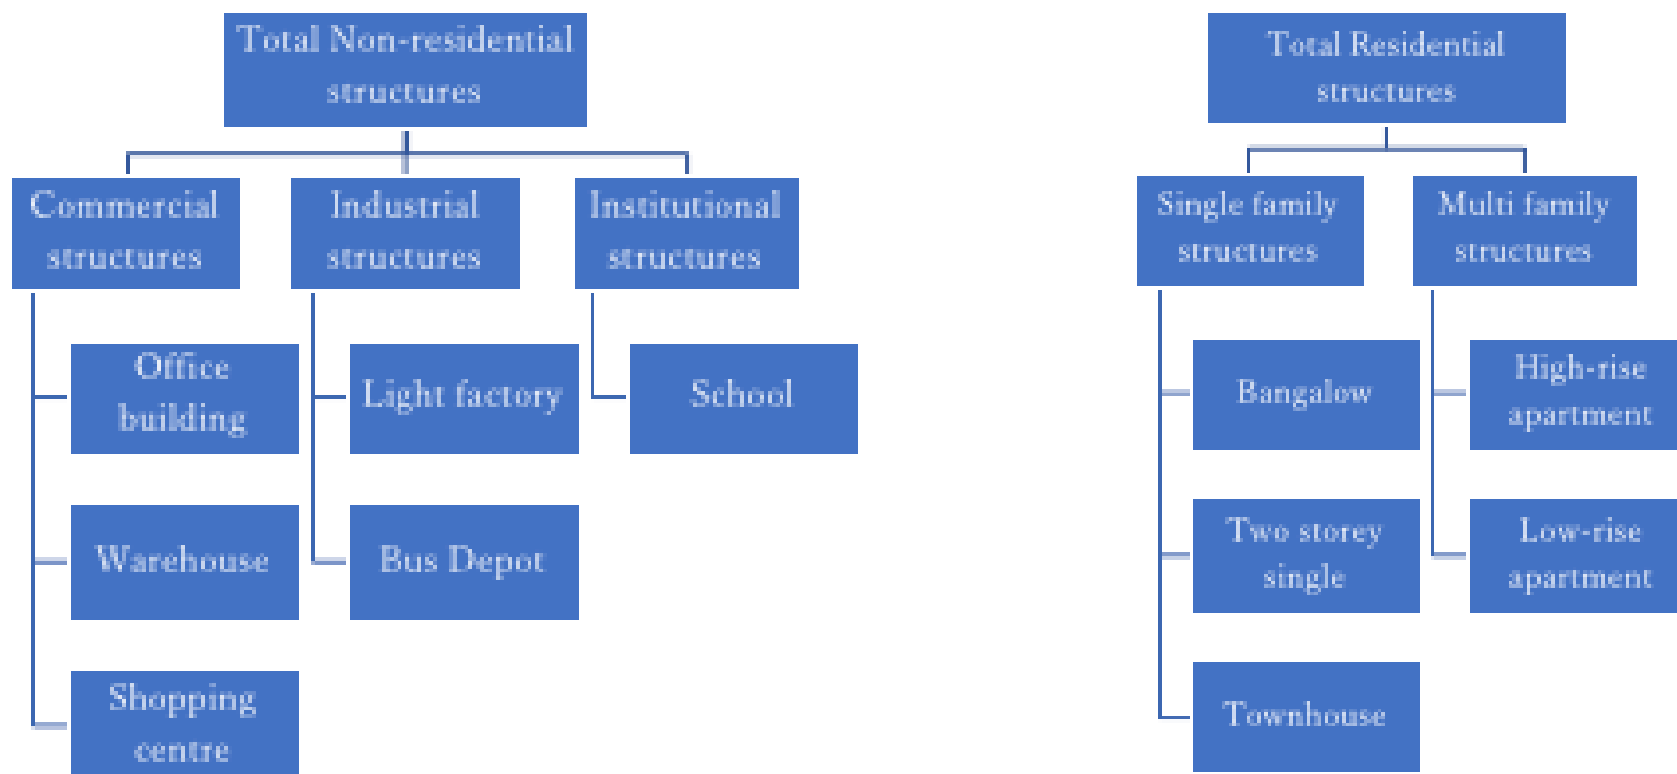 Total Non-residential
structures
Commercial
structures
Industrial
structures
Institutional
structures
Office
building
Light factory
School
Warehouse
Bus Depot
Shopping
centre
Total Residential
structures
Single family
structures
Multi family
structures
Bangalow
High-rise
apartment
Two storey
single
Low-rise
apartment
Townhouse